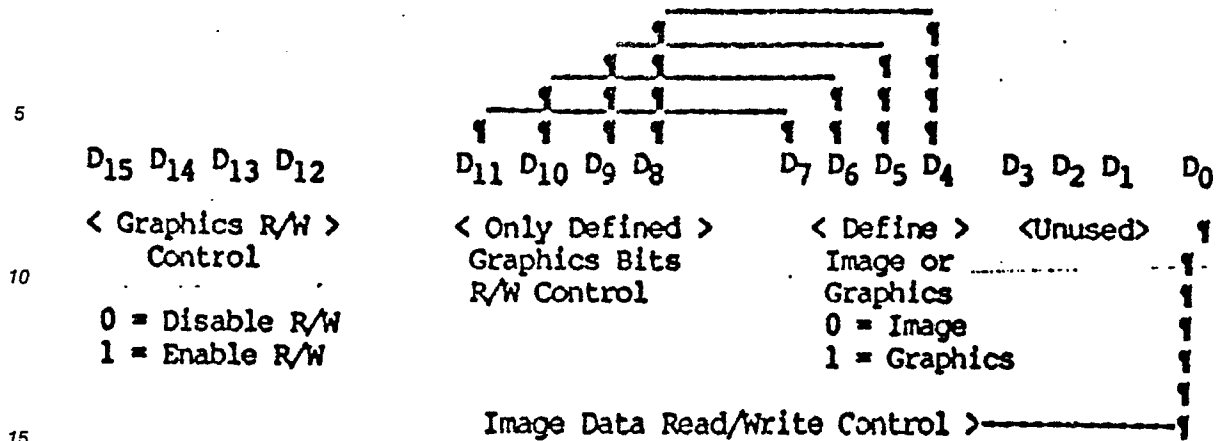 5
D15 D14 D13 D12 D11 D10 D9 D8 D7 D6 D5 D4 D3 D2 D1 D0
< Graphics R/W > < Only Defined > < Define > <Unused>
Control Graphics Bits Image or
10
R/W Control Graphics
0 = Disable R/W 0 = Image
1 = Enable R/W 1 = Graphics
Image Data Read/Write Control >
15